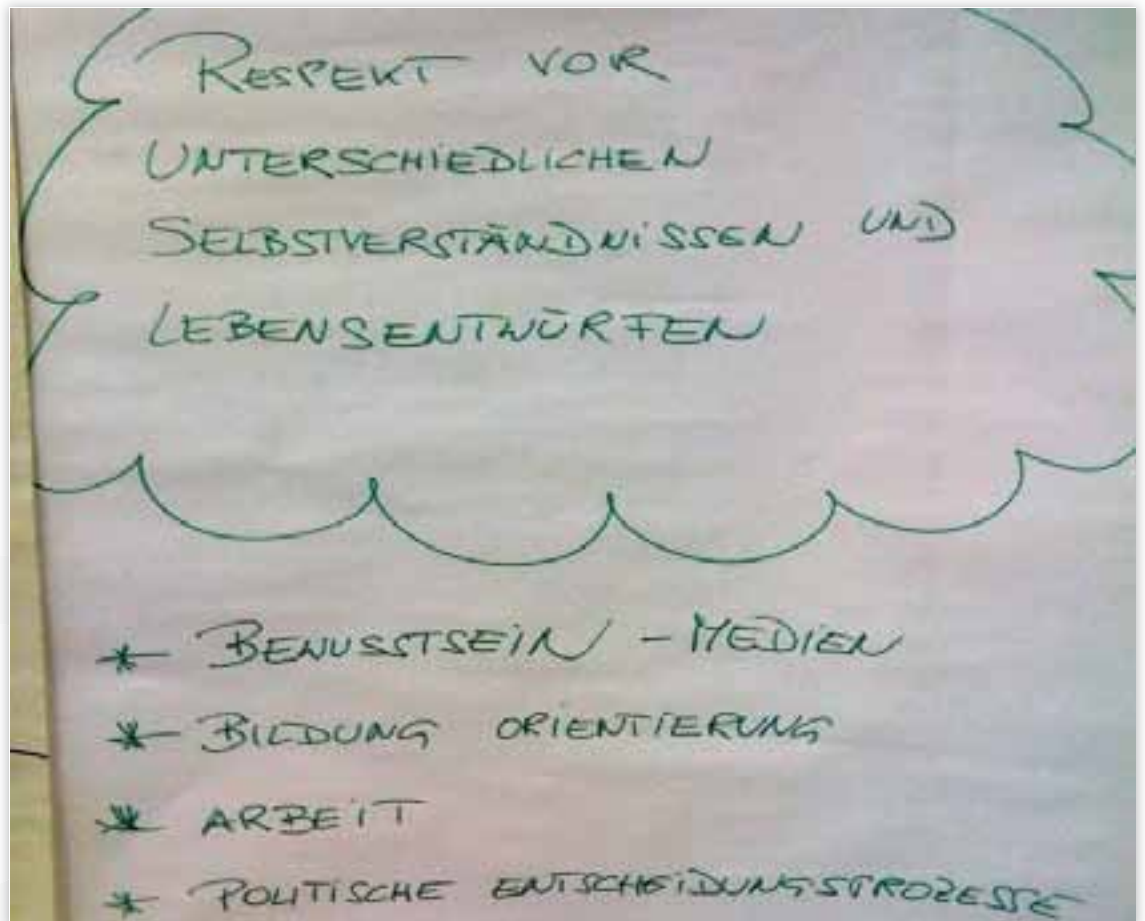 RESPEKT VOR
UNTERSCHIEDLICHEN
SELBSTVERSTÄNDNISSEN UND
LEBENSENTWÜRFEN
* BEWUSSTSEIN - MEDIEN
* BILDUNG ORIENTIERUNG
* ARBEIT
* POLITISCHE ENTSCHEIDUNGSPROZESSE